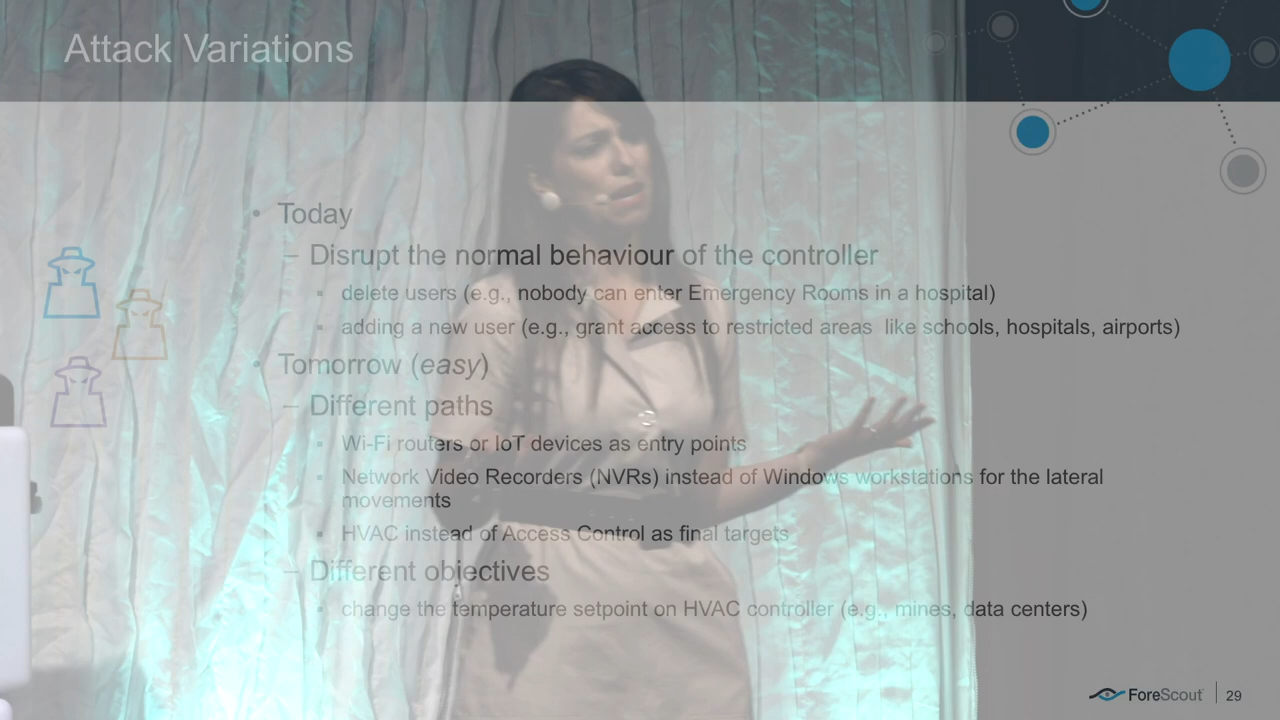 Attack Variations
• Today
– Disrupt the normal behaviour of the controller
▪ delete users (e.g., nobody can enter Emergency Rooms in a hospital)
▪ adding a new user (e.g., grant access to restricted areas like schools, hospitals, airports)
• Tomorrow (easy)
– Different paths
▪ Wi-Fi routers or IoT devices as entry points
▪ Network Video Recorders (NVRs) instead of Windows workstations for the lateral
movements
▪ HVAC instead of Access Control as final targets
– Different objectives
▪ change the temperature setpoint on HVAC controller (e.g., mines, data centers)
ForeScout | 29